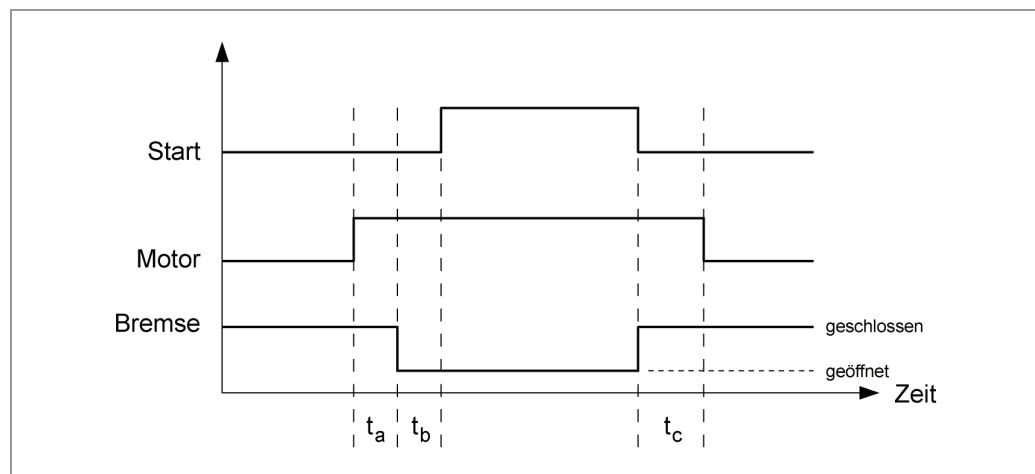 Start
Motor
Bremse
geschlossen
geöffnet
Zeit
ta tb tc